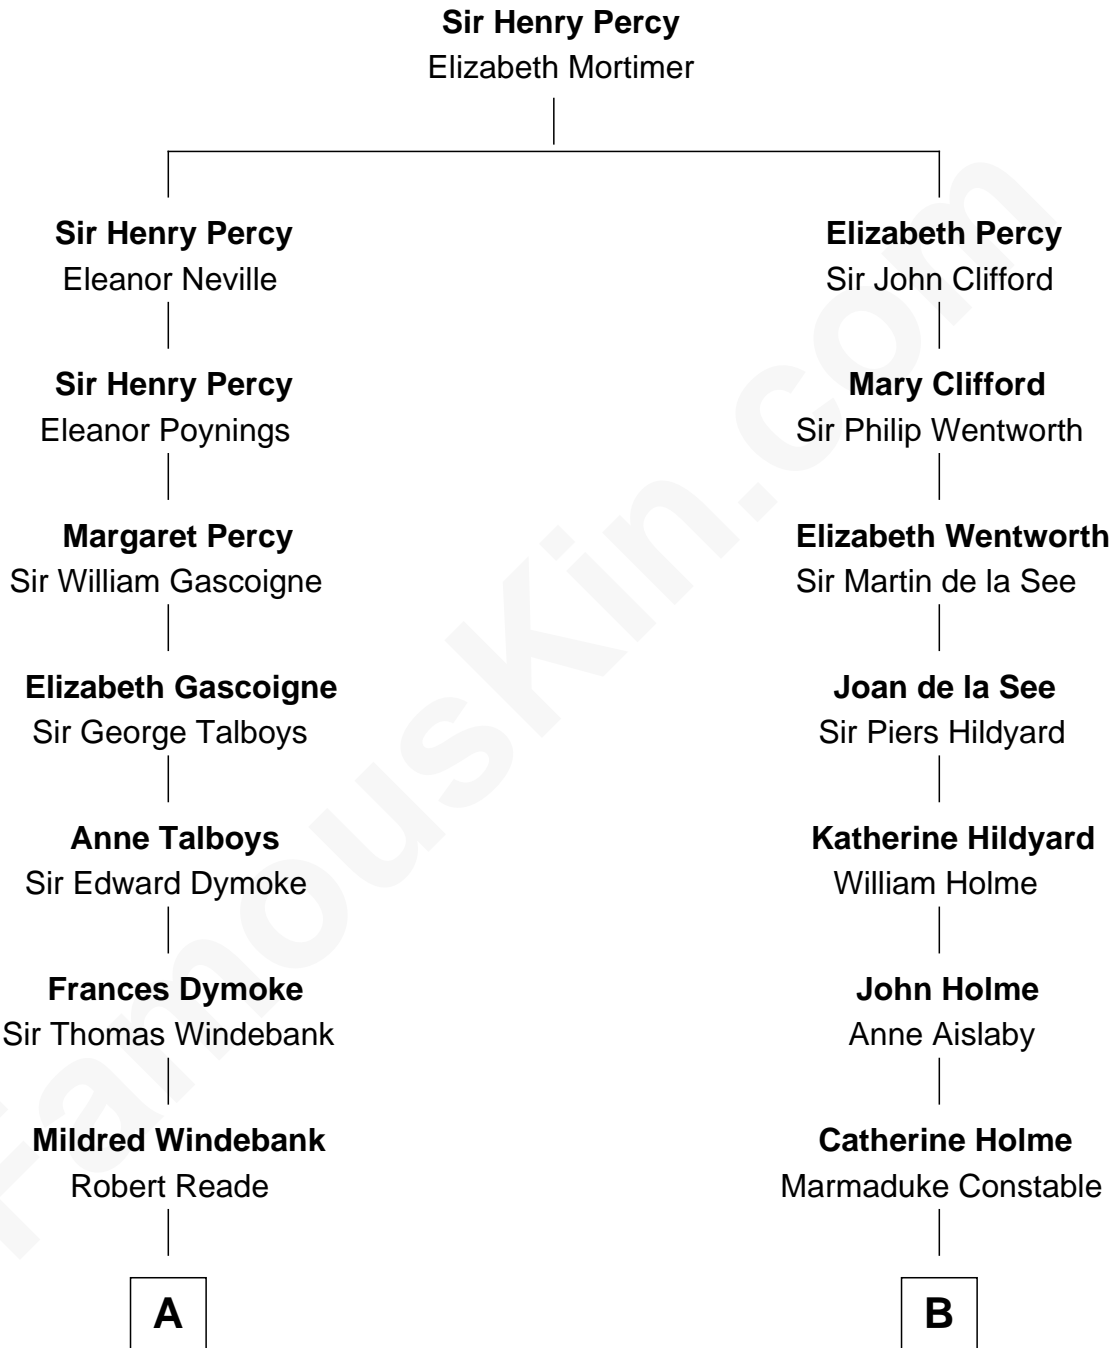 Sir Henry Percy
Elizabeth Mortimer
Sir Henry Percy
Eleanor Neville
Elizabeth Percy
Sir John Clifford
Sir Henry Percy
Eleanor Poynings
Mary Clifford
Sir Philip Wentworth
Margaret Percy
Sir William Gascoigne
Elizabeth Wentworth
Sir Martin de la See
Elizabeth Gascoigne
Sir George Talboys
Joan de la See
Sir Piers Hildyard
Anne Talboys
Sir Edward Dymoke
Katherine Hildyard
William Holme
Frances Dymoke
Sir Thomas Windebank
John Holme
Anne Aislaby
Mildred Windebank
Robert Reade
Catherine Holme
Marmaduke Constable
A
B
FamousKin.com